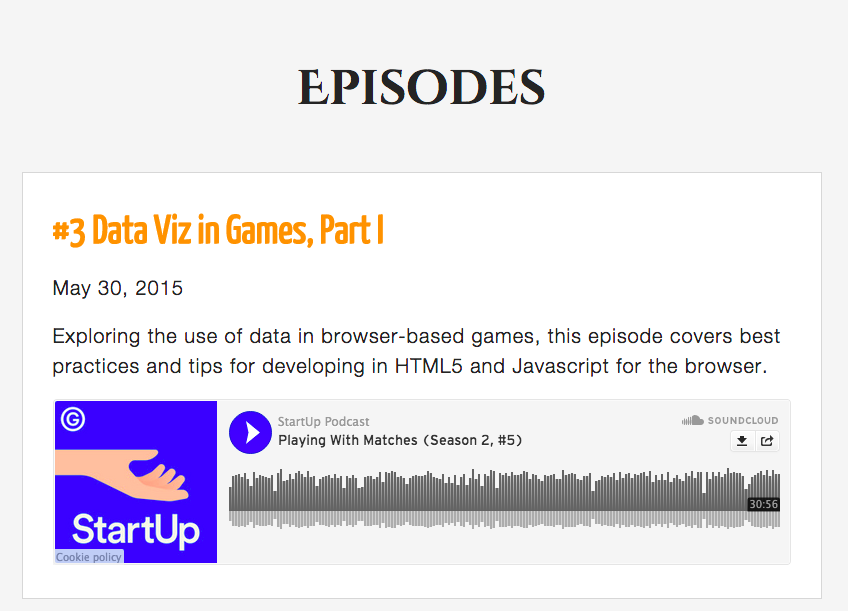 Episodes
#3 Data Viz in Games, Part I
May 30, 2015
Exploring the use of data in browser-based games, this episode covers best
practices and tips for developing in HTML5 and Javascript for the browser.
G
StartUp
Cookie policy
StartUp Podcast
Playing With Matches (Season 2, #5)
SOUNDCLOUD
30:56